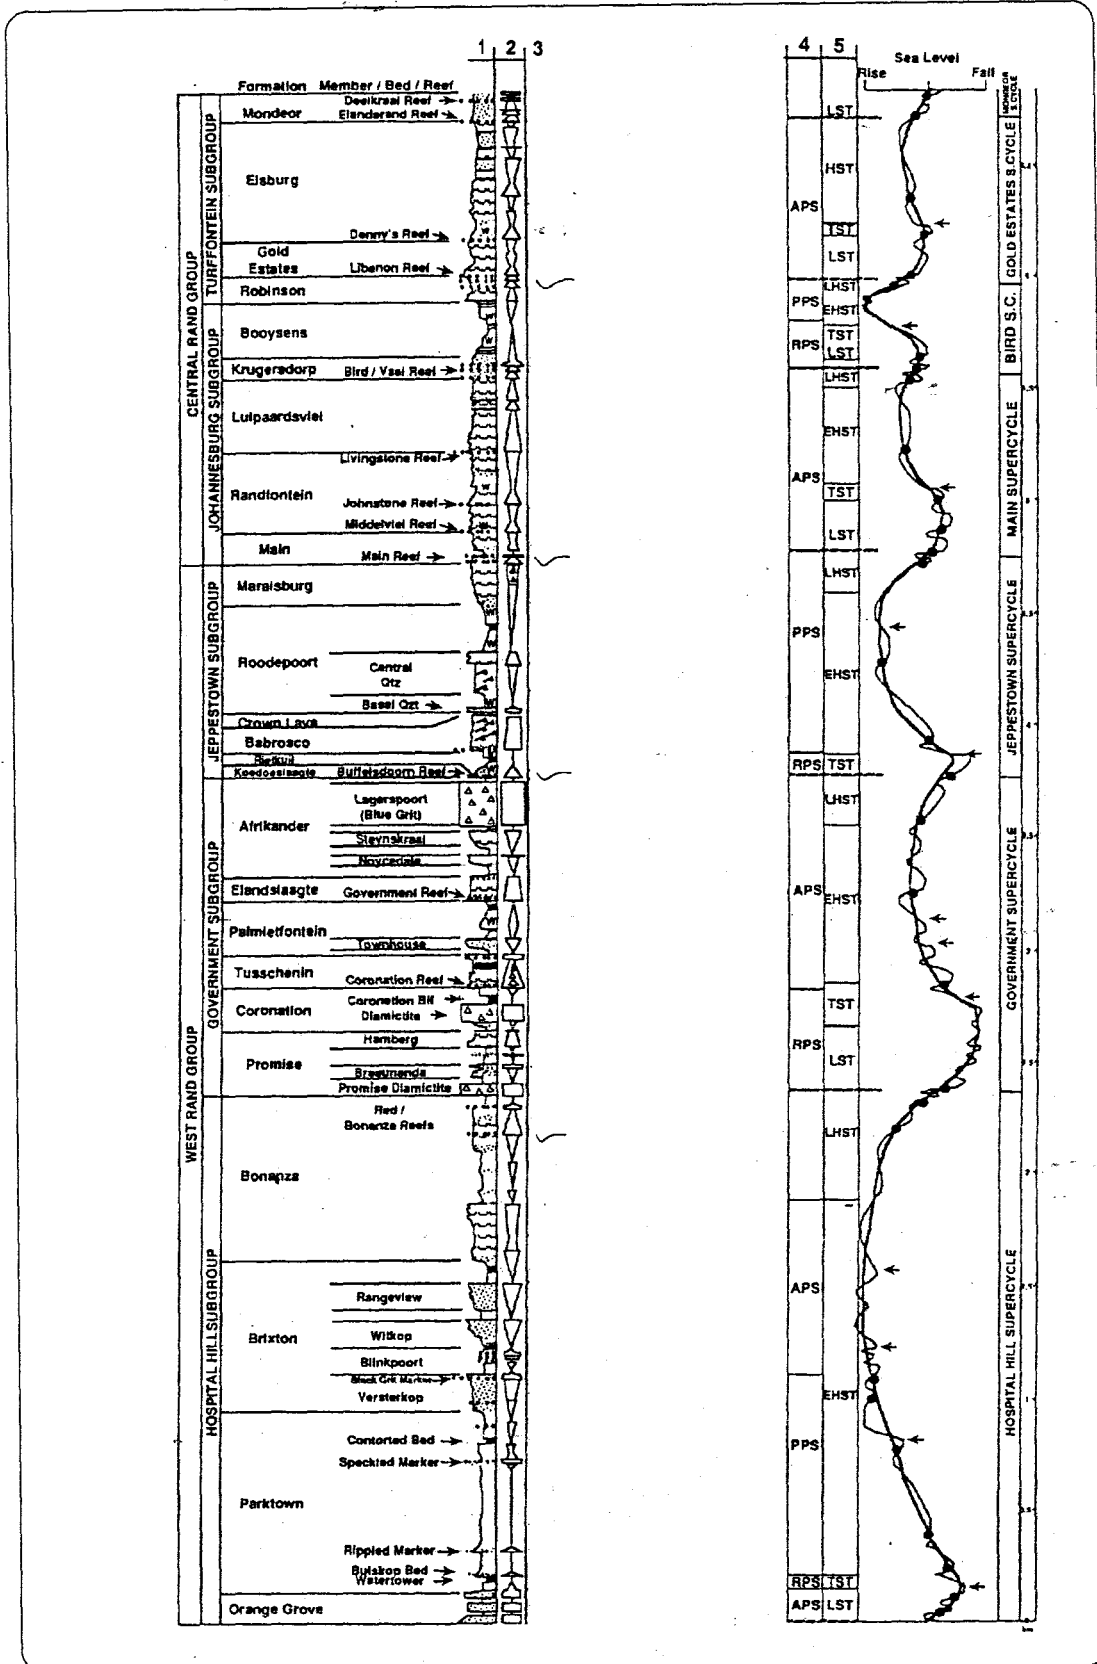 1 2 3
4 5
Sea Level
Rise Fall
Formation Member / Bed / Reef
Deelkraal Reef
Mondeor Elandsrand Reef
Elsburg
Denny's Reef
Gold
Estates Libanon Reef
Robinson
Booysens
Krugersdorp Bird / Vaal Reef
Luipaardsvlei
Livingstone Reef
Randfontein
Johnstone Reef
Middelvlei Reef
Main Main Reef
Maraisburg
Roodepoort Central
Qtz
Basal Qzt
Crown Lava
Babrosco
Rietkuil
Koedoeslaagte Buffelsdoorn Reef
Lagerspoort
(Blue Grit)
Afrikander
Steynskraal
Noycedale
Elandslaagte Government Reef
Palmietfontein
Townhouse
Tusschenin
Coronation Reef
Coronation Bif
Coronation Diamictite
Hamberg
Promise
Promise Diamictite
Red /
Bonanza Reefs
Bonanza
Rangeview
Witkop
Brixton
Blinkpoort
Black Grit Marker
Versterkop
Contorted Bed
Speckled Marker
Parktown
Rippled Marker
Buiskop Bed
Watertower
Orange Grove
CENTRAL RAND GROUP
WEST RAND GROUP
TURFFONTEIN SUBGROUP
JOHANNESBURG SUBGROUP
JEPPESTOWN SUBGROUP
GOVERNMENT SUBGROUP
HOSPITAL HILL SUBGROUP
APS
PPS
RPS
APS
PPS
RPS
APS
RPS
APS
PPS
RPS
APS
LST
HST
TST
LST
LHST
EHST
TST
LST
LHST
EHST
TST
LST
LHST
EHST
TST
LHST
EHST
TST
LST
LHST
EHST
TST
LST
MONDEOR S. CYCLE
GOLD ESTATES S.CYCLE
BIRD S.C.
MAIN SUPERCYCLE
JEPPESTOWN SUPERCYCLE
GOVERNMENT SUPERCYCLE
HOSPITAL HILL SUPERCYCLE